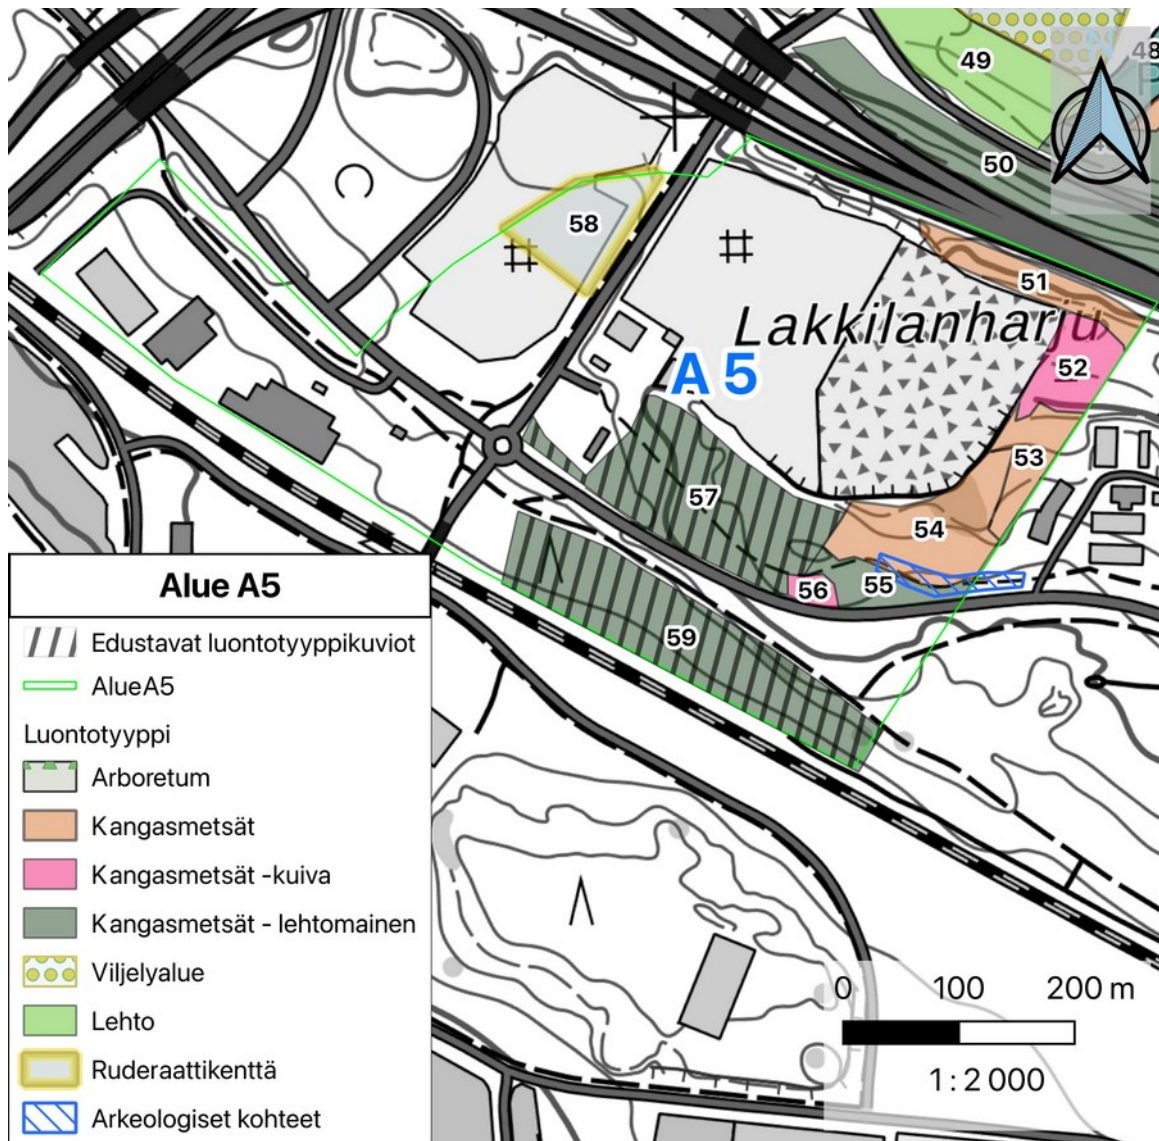 49
48
N
P
50
58
51
Lakkilanharju
A 5
52
53
57
54
55
56
59
Alue A5
Edustavat luontotyyppikuviot
AlueA5
Luontotyyppi
Arboretum
Kangasmetsät
Kangasmetsät -kuiva
Kangasmetsät - lehtomainen
Viljelyalue
Lehto
Ruderaattikenttä
Arkeologiset kohteet
0 100 200 m
1 : 2 000